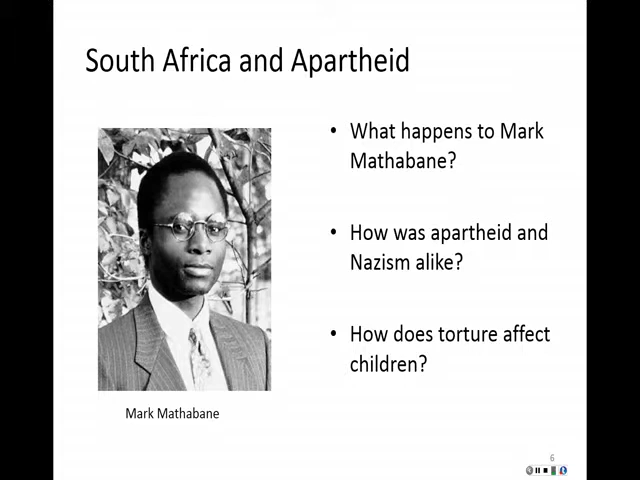 South Africa and Apartheid
• What happens to Mark
Mathabane?
• How was apartheid and
Nazism alike?
• How does torture affect
children?
Mark Mathabane
6